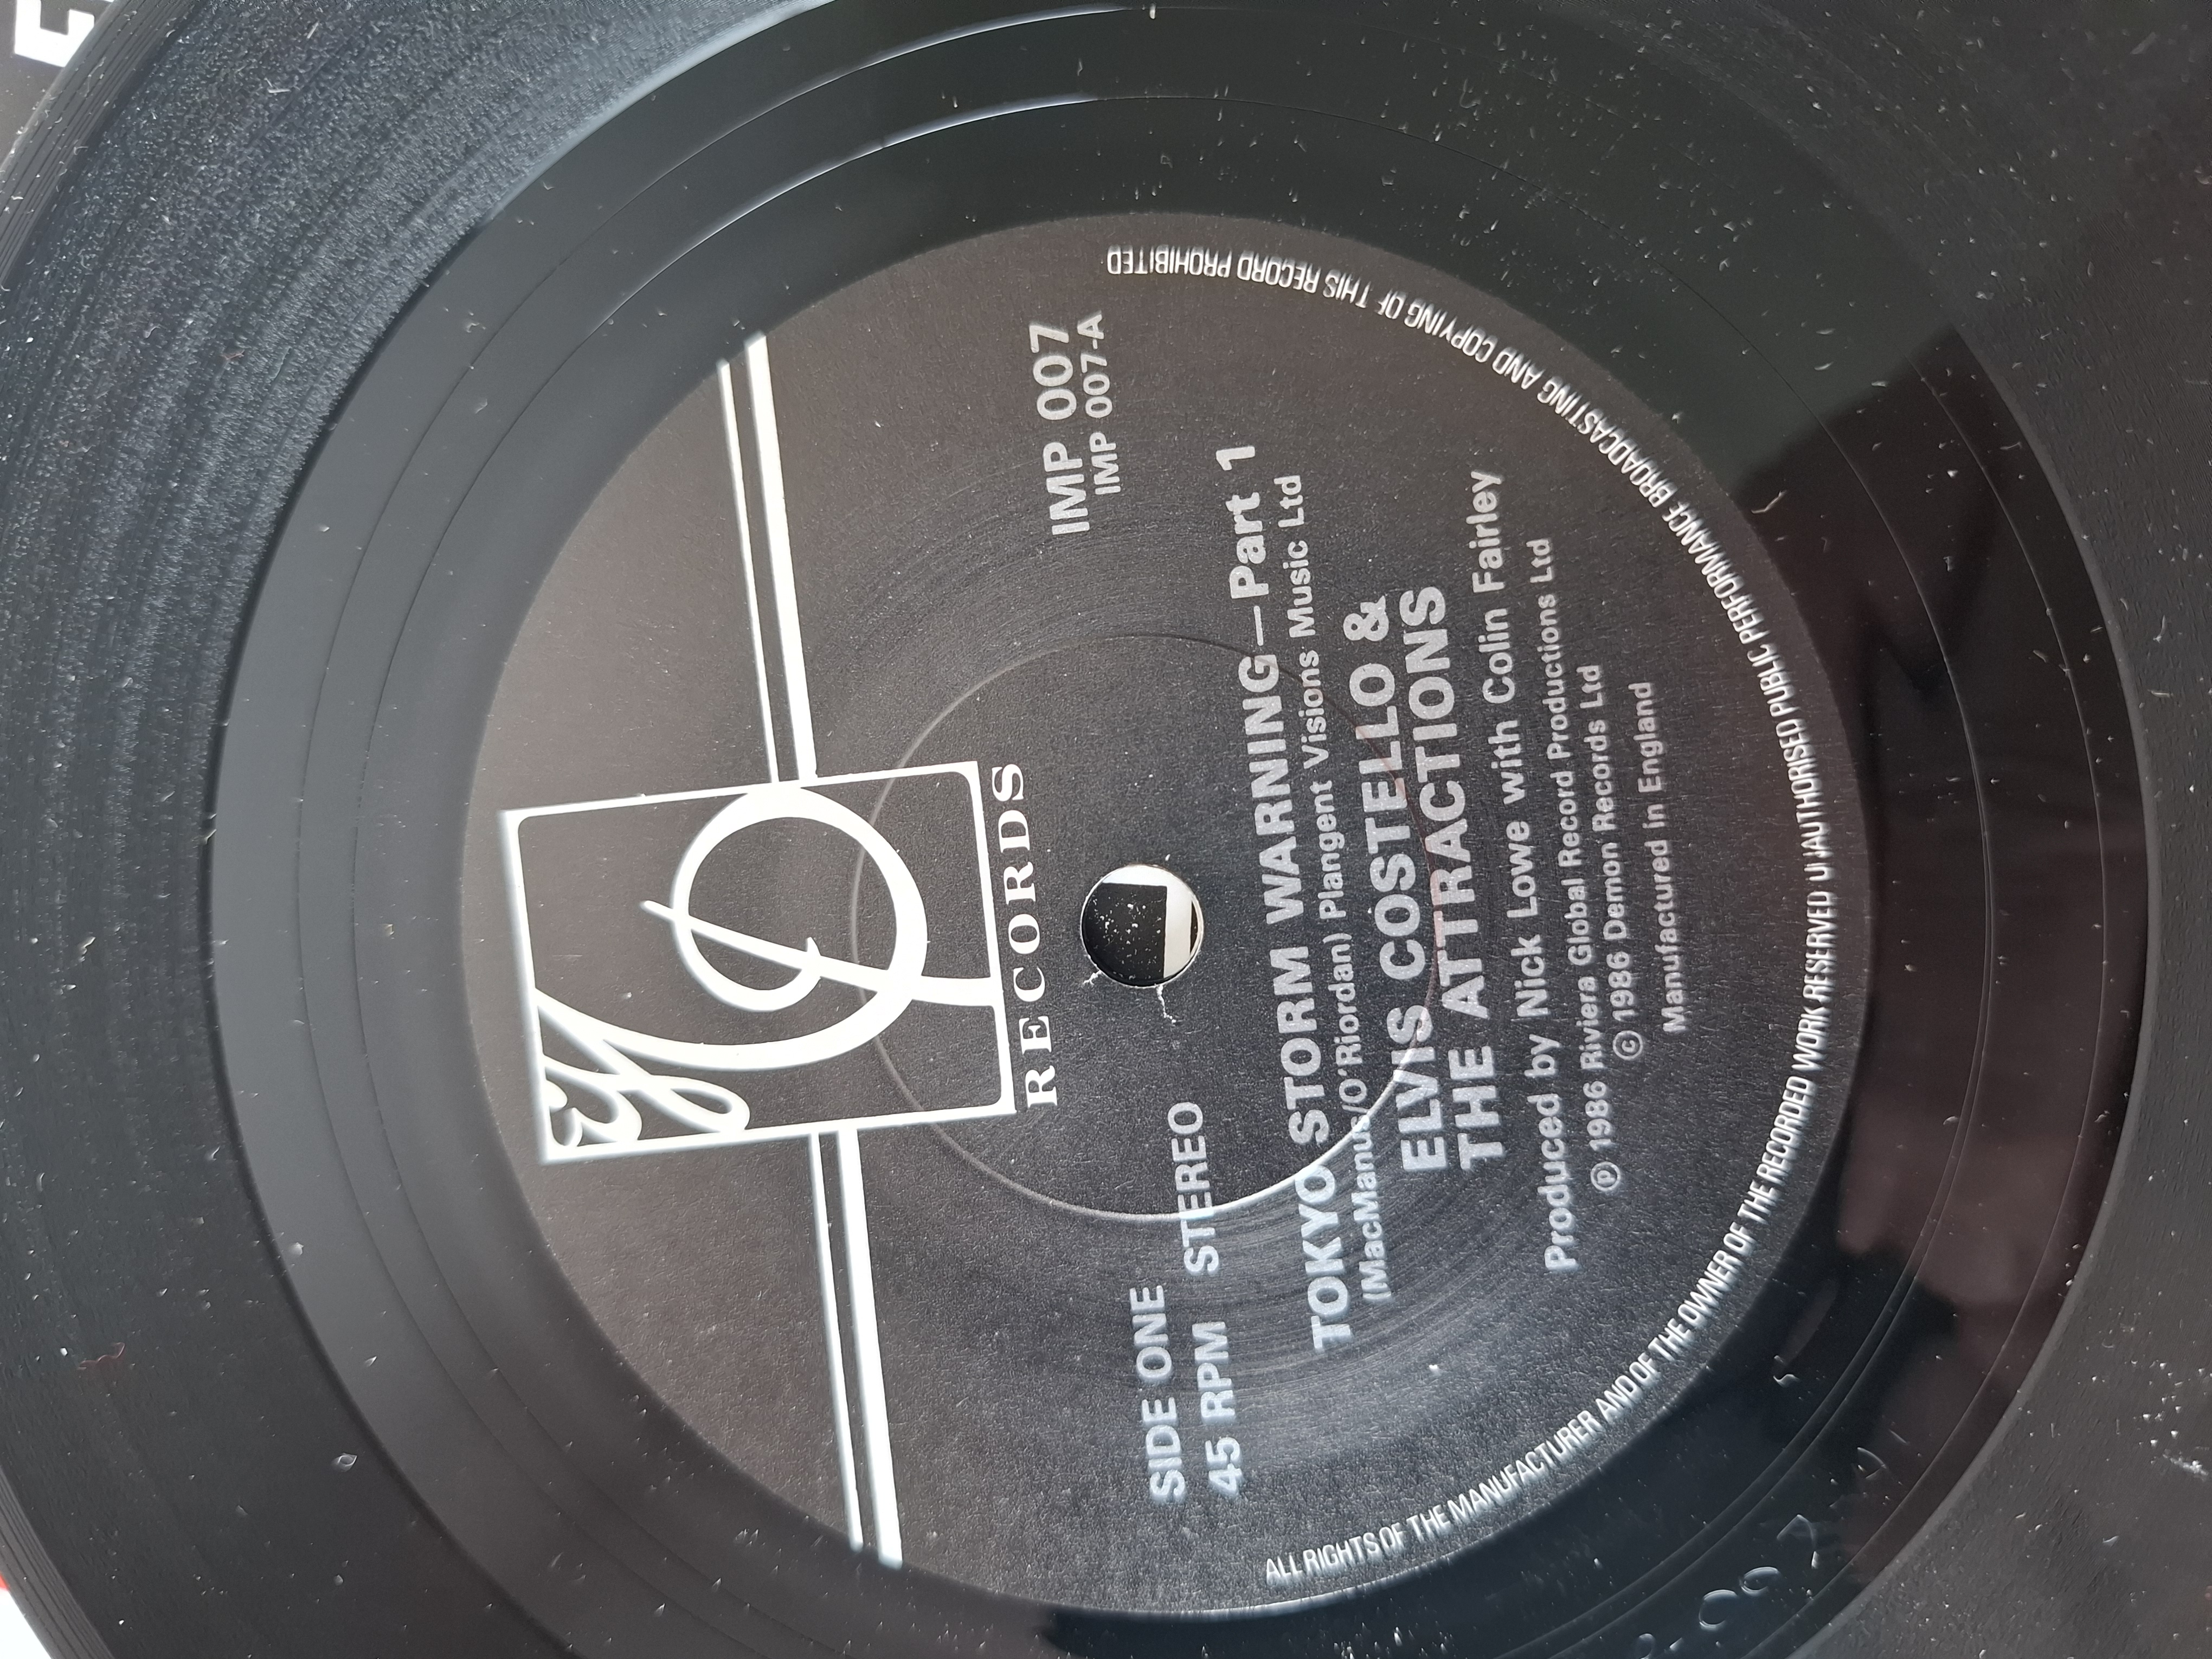 RECORDS
IMP 007
IMP 007-A
SIDE ONE
45 RPM STEREO
TOKYO STORM WARNING—Part 1
(MacManus/O'Riordan) Plangent Visions Music Ltd
ELVIS COSTELLO &
THE ATTRACTIONS
Produced by Nick Lowe with Colin Fairley
℗ 1986 Riviera Global Record Productions Ltd
© 1986 Demon Records Ltd
Manufactured in England
ALL RIGHTS OF THE MANUFACTURER AND OF THE OWNER OF THE RECORDED WORK RESERVED UNAUTHORISED PUBLIC PERFORMANCE BROADCASTING AND COPYING OF THIS RECORD PROHIBITED